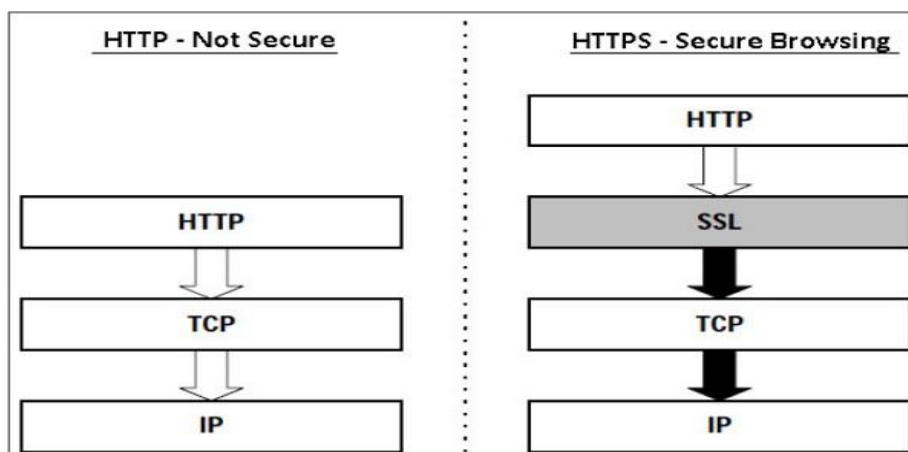 HTTP - Not Secure
HTTP
TCP
IP
HTTPS - Secure Browsing
HTTP
SSL
TCP
IP